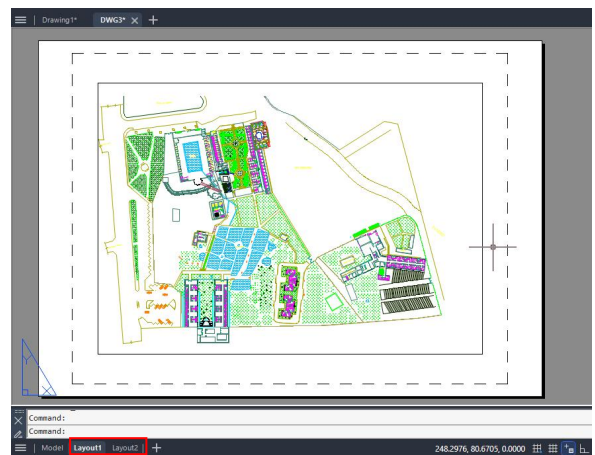 Drawing1* DWG3*
Command:
Command:
Model Layout1 Layout2 248.2976, 80.6705, 0.0000